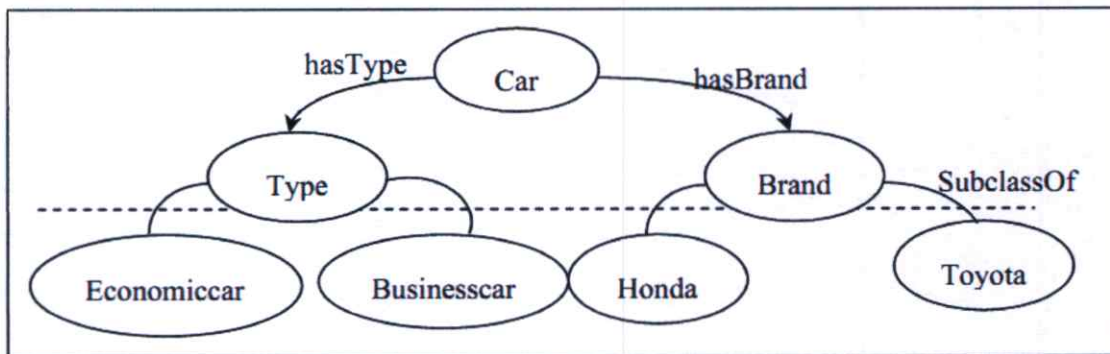 Car
hasType
hasBrand
Type
Brand
SubclassOf
Economiccar
Businesscar
Honda
Toyota